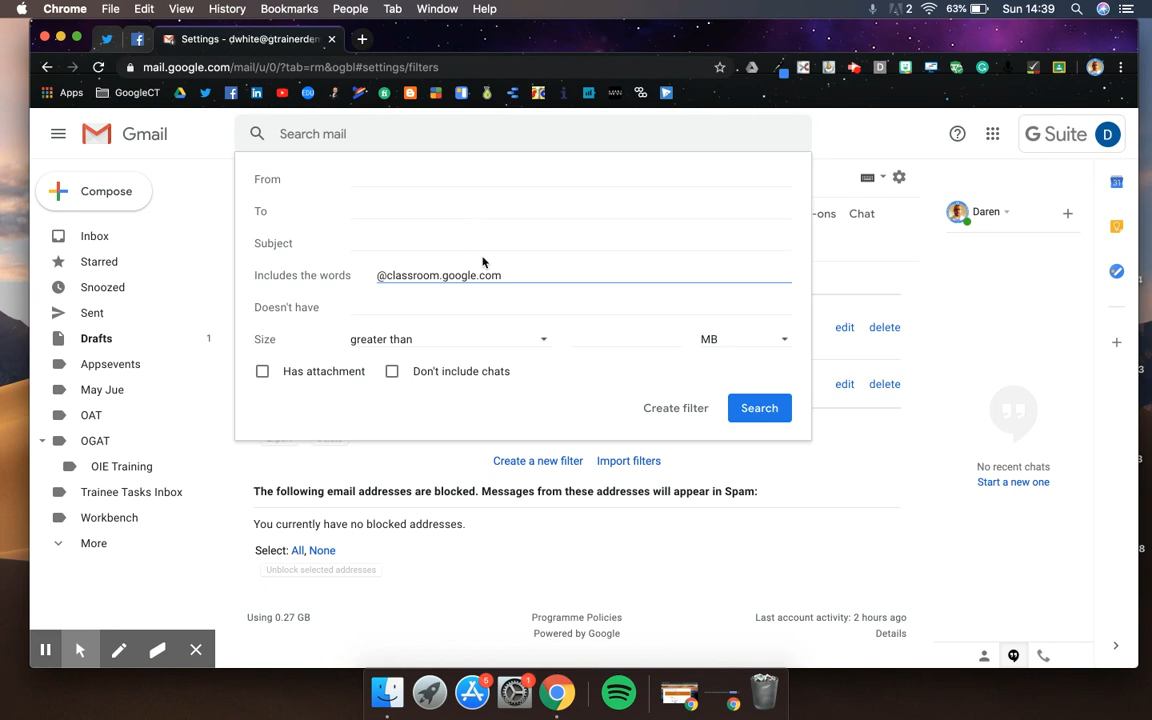 Chrome File Edit View History Bookmarks People Tab Window Help 2 63% Sun 14:39
Settings - dwhite@gtrainerden
mail.google.com/mail/u/0/?tab=rm&ogbl#settings/filters
Apps GoogleCT
Gmail Search mail G Suite D
Compose
From
To
Subject
Includes the words @classroom.google.com
Doesn't have
Size greater than MB
Has attachment Don't include chats
Create filter Search
Inbox
Starred
Snoozed
Sent
Drafts 1
Appsevents
May Jue
OAT
OGAT
OIE Training
Trainee Tasks Inbox
Workbench
More
-ons Chat
edit delete
edit delete
Create a new filter Import filters
The following email addresses are blocked. Messages from these addresses will appear in Spam:
You currently have no blocked addresses.
Select: All, None
Unblock selected addresses
Using 0.27 GB
Programme Policies
Powered by Google
Last account activity: 2 hours ago
Details
Daren
No recent chats
Start a new one
31
5
1